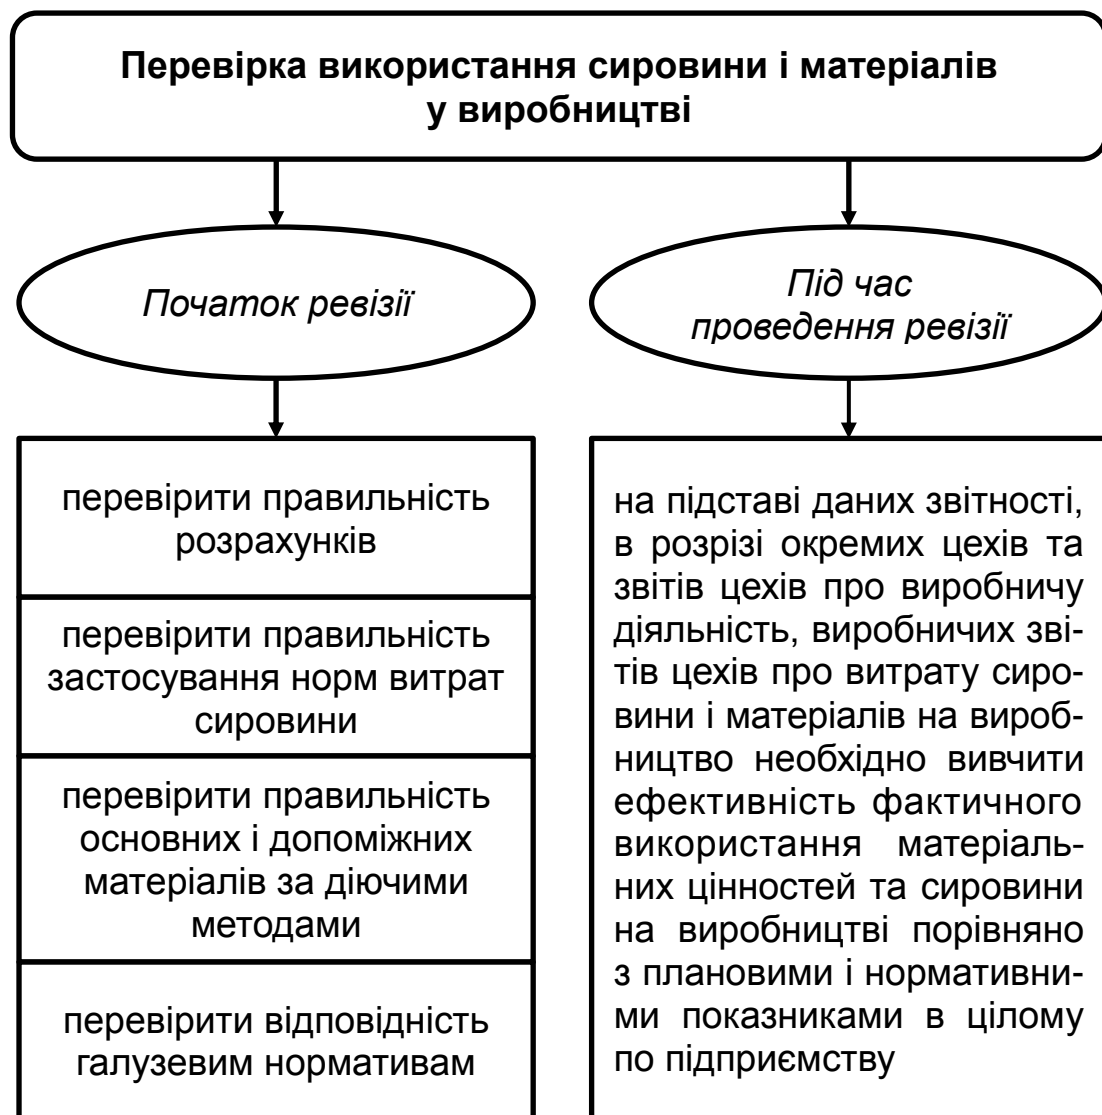 Перевірка використання сировини і матеріалів
у виробництві
Початок ревізії
Під час
проведення ревізії
перевірити правильність
розрахунків
перевірити правильність
застосування норм витрат
сировини
перевірити правильність
основних і допоміжних
матеріалів за діючими
методами
перевірити відповідність
галузевим нормативам
на підставі даних звітності,
в розрізі окремих цехів та
звітів цехів про виробничу
діяльність, виробничих зві-
тів цехів про витрату сиро-
вини і матеріалів на вироб-
ництво необхідно вивчити
ефективність фактичного
використання матеріаль-
них цінностей та сировини
на виробництві порівняно
з плановими і нормативни-
ми показниками в цілому
по підприємству